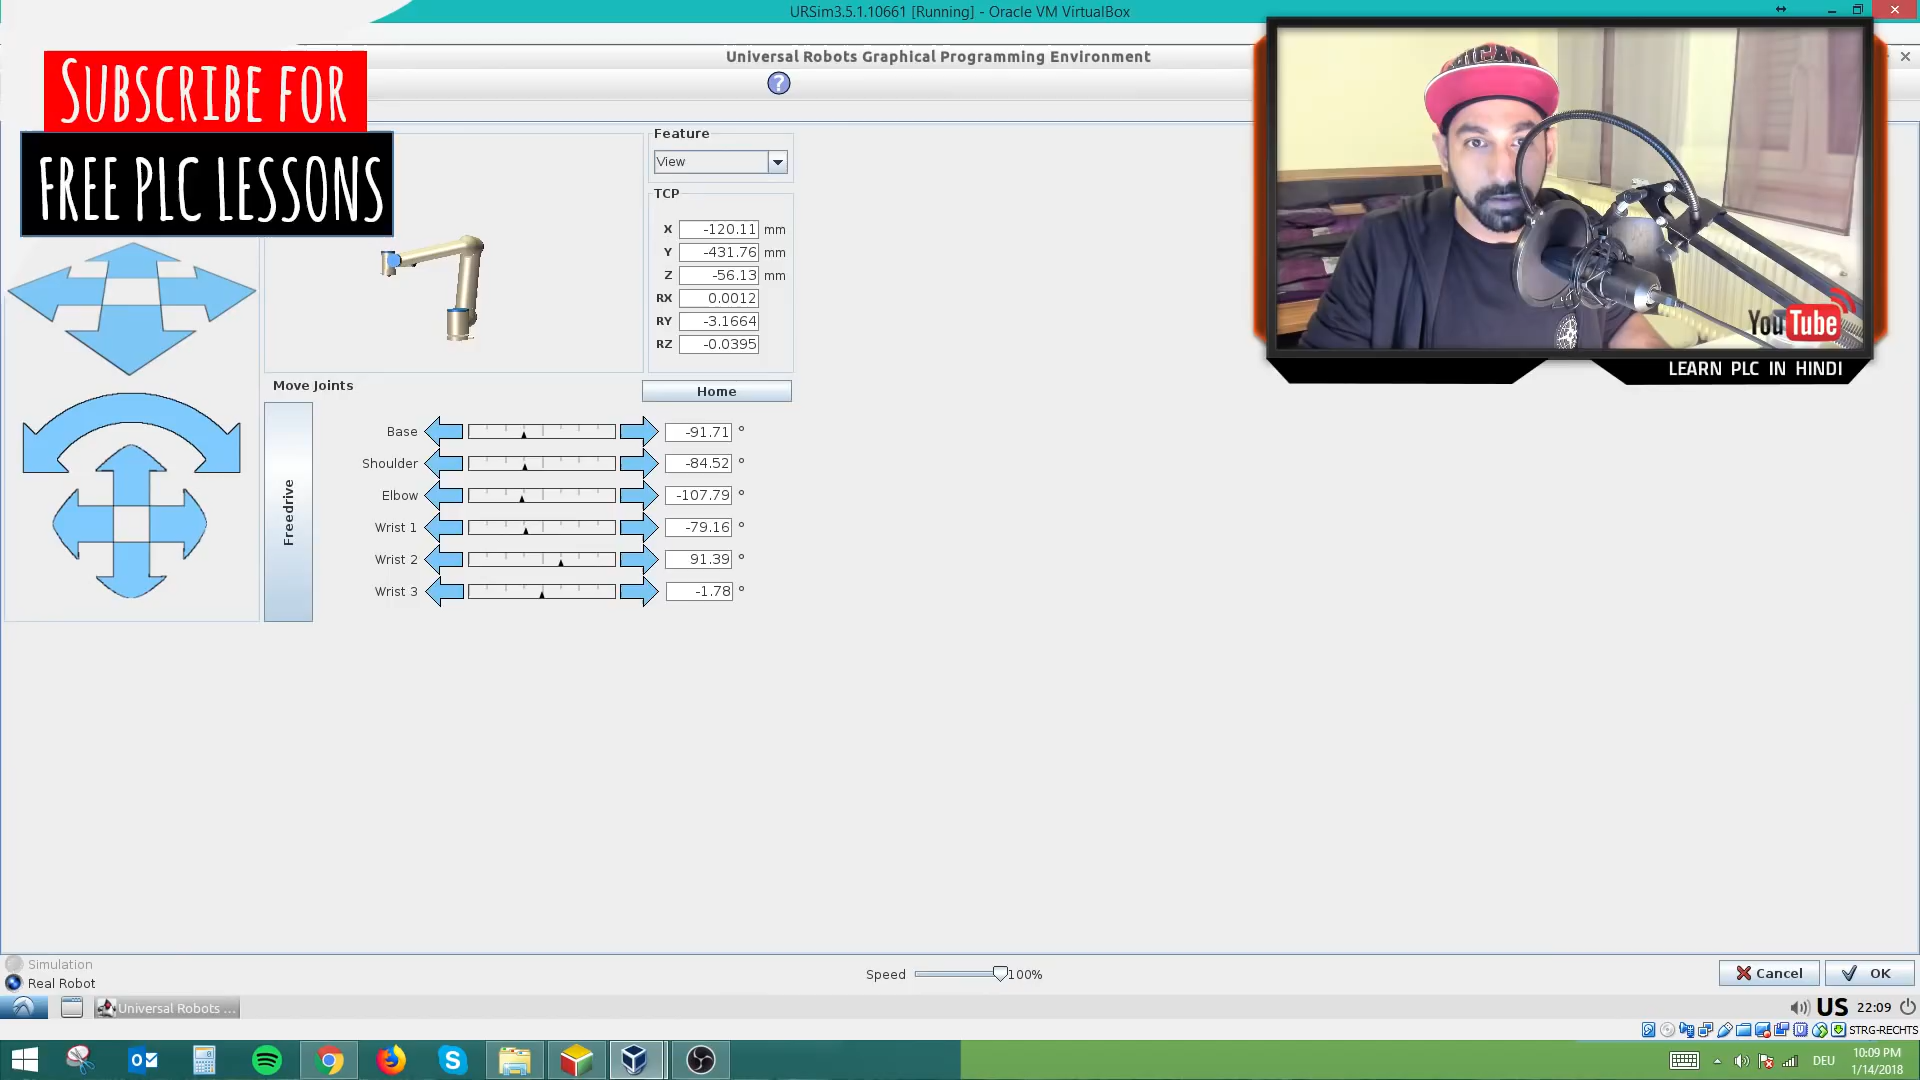 URSim3.5.1.10661 [Running] - Oracle VM VirtualBox
Universal Robots Graphical Programming Environment
?
SUBSCRIBE FOR
FREE PLC LESSONS
Feature
View
TCP
X -120.11 mm
Y -431.76 mm
Z -56.13 mm
RX 0.0012
RY -3.1664
RZ -0.0395
YouTube
LEARN PLC IN HINDI
Move Joints
Home
Freedrive
Base -91.71 °
Shoulder -84.52 °
Elbow -107.79 °
Wrist 1 -79.16 °
Wrist 2 91.39 °
Wrist 3 -1.78 °
Simulation
Real Robot
Speed 100%
Cancel
OK
Universal Robots ...
US 22:09
STRG-RECHTS
DEU
10:09 PM
1/14/2018